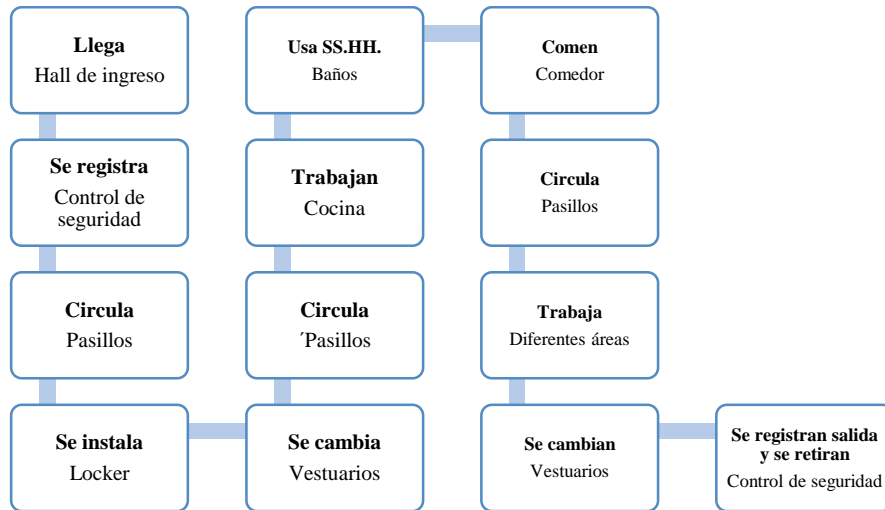 Llega
Hall de ingreso
Se registra
Control de
seguridad
Circula
Pasillos
Se instala
Locker
Se cambia
Vestuarios
Circula
´Pasillos
Trabajan
Cocina
Usa SS.HH.
Baños
Comen
Comedor
Circula
Pasillos
Trabaja
Diferentes áreas
Se cambian
Vestuarios
Se registran salida
y se retiran
Control de seguridad